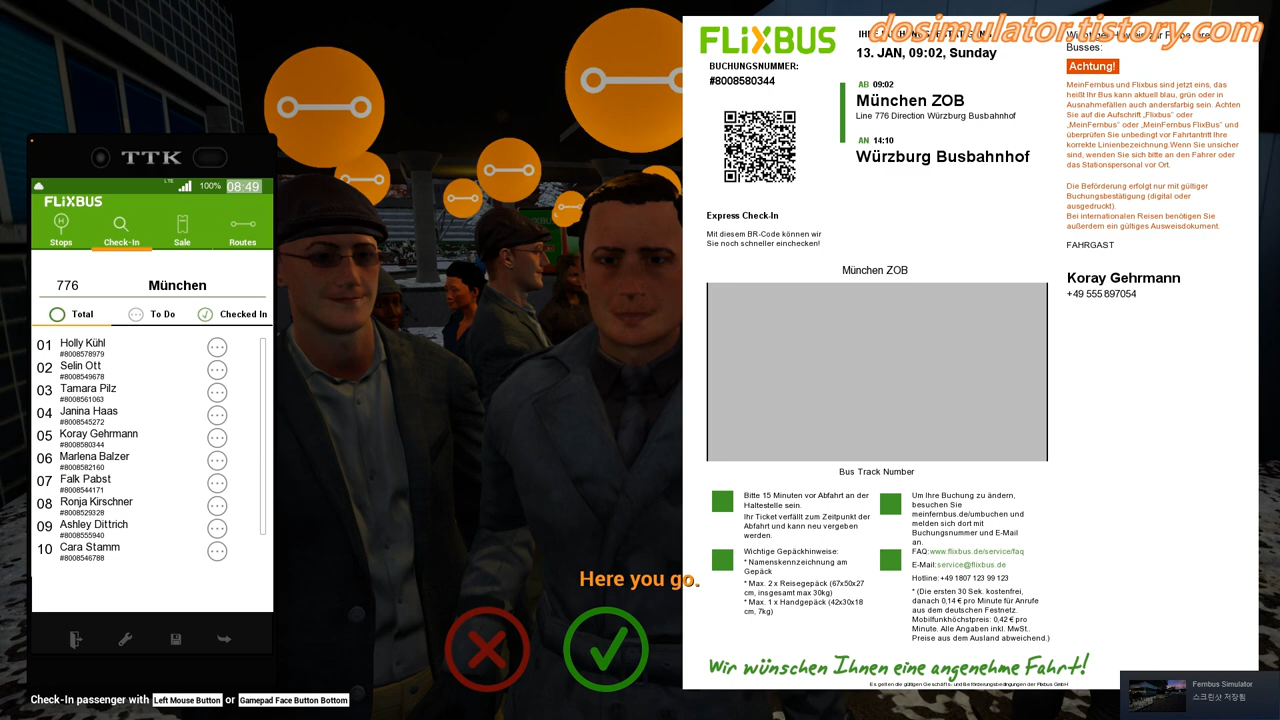 dosimulator.tistory.com
TTK
LTE
100%
08:49
FLiXBUS
Stops
Check-In
Sale
Routes
776
München
Total
To Do
Checked In
01 Holly Kühl
#8008578979
02 Selin Ott
#8008549678
03 Tamara Pilz
#8008561063
04 Janina Haas
#8008545272
05 Koray Gehrmann
#8008580344
06 Marlena Balzer
#8008582160
07 Falk Pabst
#8008544171
08 Ronja Kirschner
#8008529328
09 Ashley Dittrich
#8008555940
10 Cara Stamm
#8008546788
Check-In passenger with Left Mouse Button or Gamepad Face Button Bottom
Here you go.
FLiXBUS
BUCHUNGSNUMMER:
#8008580344
13. JAN, 09:02, Sunday
AB 09:02
München ZOB
Line 776 Direction Würzburg Busbahnhof
AN 14:10
Würzburg Busbahnhof
Express Check-In
Mit diesem BR-Code können wir
Sie noch schneller einchecken!
München ZOB
Bus Track Number
Bitte 15 Minuten vor Abfahrt an der
Haltestelle sein.
Ihr Ticket verfällt zum Zeitpunkt der
Abfahrt und kann neu vergeben
werden.
Wichtige Gepäckhinweise:
* Namenskennzeichnung am
Gepäck
* Max. 2 x Reisegepäck (67x50x27
cm, insgesamt max 30kg)
* Max. 1 x Handgepäck (42x30x18
cm, 7kg)
Um Ihre Buchung zu ändern,
besuchen Sie
meinfernbus.de/umbuchen und
melden sich dort mit
Buchungsnummer und E-Mail
an.
FAQ: www.flixbus.de/service/faq
E-Mail: service@flixbus.de
Hotline: +49 1807 123 99 123
* (Die ersten 30 Sek. kostenfrei,
danach 0,14 € pro Minute für Anrufe
aus dem deutschen Festnetz.
Mobilfunkhöchstpreis: 0,42 € pro
Minute. Alle Angaben inkl. MwSt..
Preise aus dem Ausland abweichend.)
Wir wünschen Ihnen eine angenehme Fahrt!
Es gelten die gültigen Geschäfts- und Beförderungsbedingungen der Flixbus GmbH
Busses:
Achtung!
MeinFernbus und Flixbus sind jetzt eins, das
heißt Ihr Bus kann aktuell blau, grün oder in
Ausnahmefällen auch andersfarbig sein. Achten
Sie auf die Aufschrift „Flixbus" oder
„MeinFernbus" oder „MeinFernbus FlixBus" und
überprüfen Sie unbedingt vor Fahrtantritt Ihre
korrekte Linienbezeichnung.Wenn Sie unsicher
sind, wenden Sie sich bitte an den Fahrer oder
das Stationspersonal vor Ort.
Die Beförderung erfolgt nur mit gültiger
Buchungsbestätigung (digital oder
ausgedruckt).
Bei internationalen Reisen benötigen Sie
außerdem ein gültiges Ausweisdokument.
FAHRGAST
Koray Gehrmann
+49 555 897054
Fernbus Simulator
스크린샷 저장됨